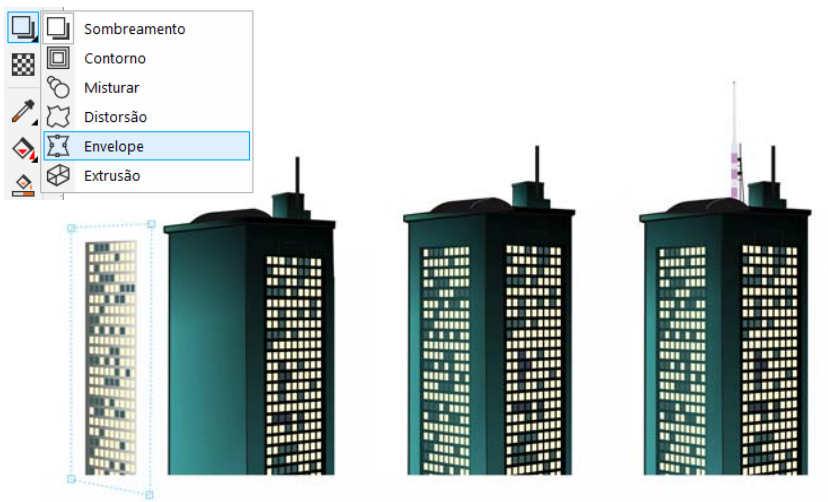 Sombreamento
Contorno
Misturar
Distorsão
Envelope
Extrusão